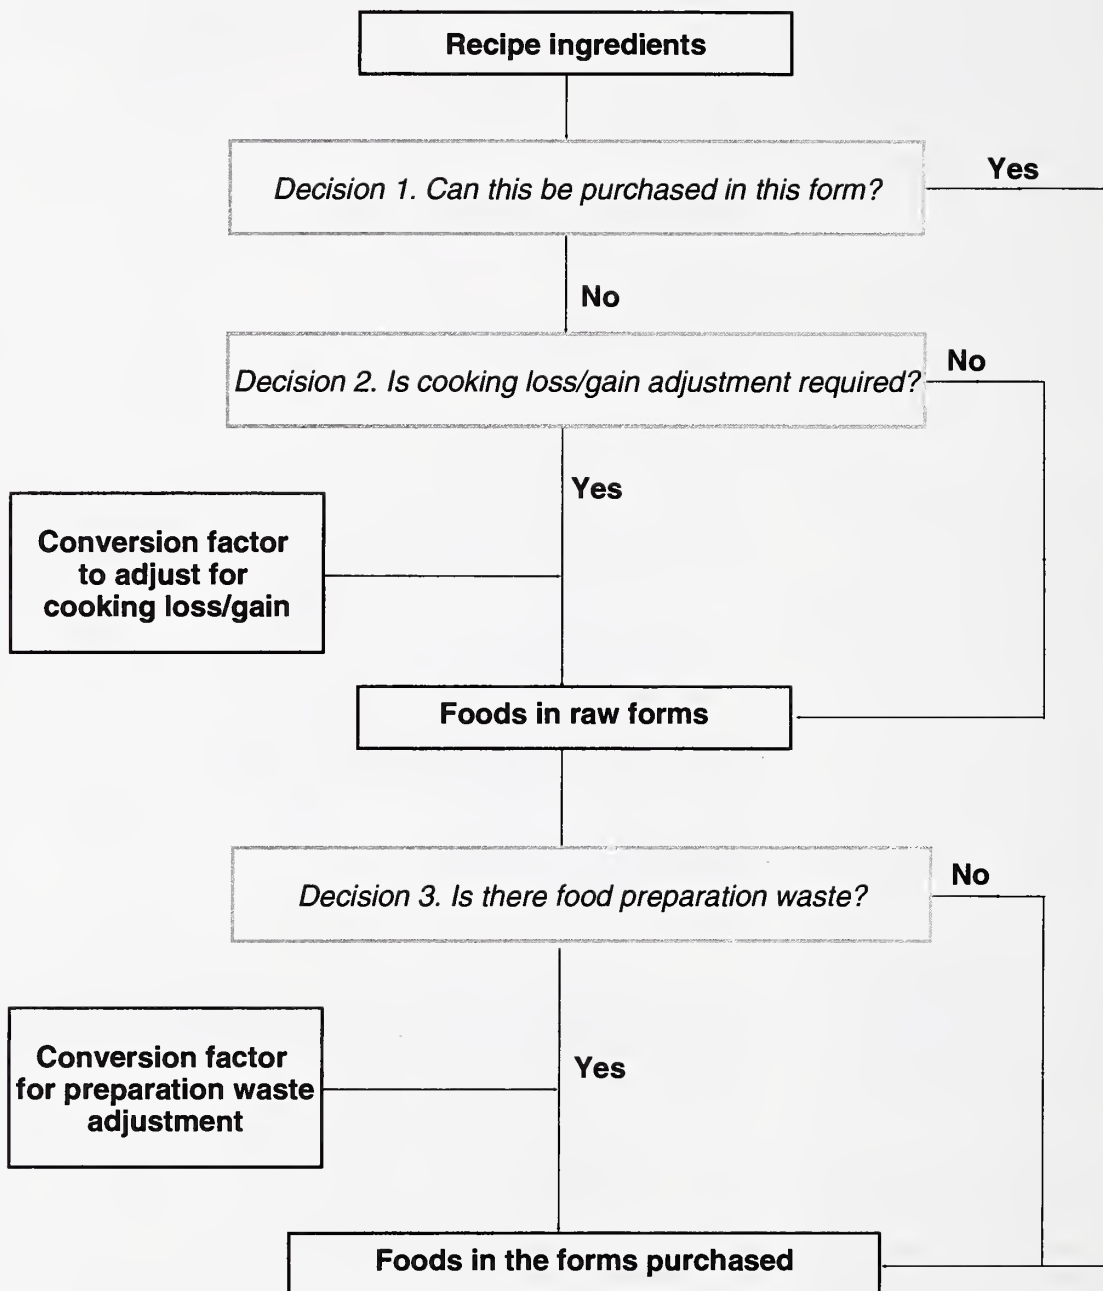 Recipe ingredients
Decision 1. Can this be purchased in this form?
Yes
No
Decision 2. Is cooking loss/gain adjustment required?
No
Yes
Conversion factor
to adjust for
cooking loss/gain
Foods in raw forms
Decision 3. Is there food preparation waste?
No
Conversion factor
for preparation waste
adjustment
Yes
Foods in the forms purchased